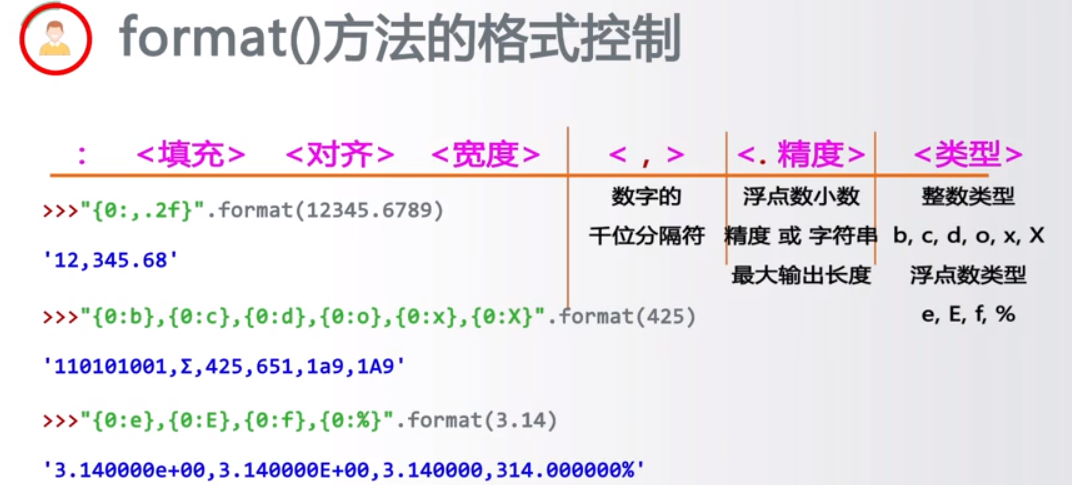 format()方法的格式控制
: <填充> <对齐> <宽度> < , > <. 精度> <类型>
数字的
千位分隔符
浮点数小数
精度 或 字符串
最大输出长度
整数类型
b, c, d, o, x, X
浮点数类型
e, E, f, %
>>>"{0:,.2f}".format(12345.6789)
'12,345.68'
>>>"{0:b},{0:c},{0:d},{0:o},{0:x},{0:X}".format(425)
'110101001,Σ,425,651,1a9,1A9'
>>>"{0:e},{0:E},{0:f},{0:%}".format(3.14)
'3.140000e+00,3.140000E+00,3.140000,314.000000%'